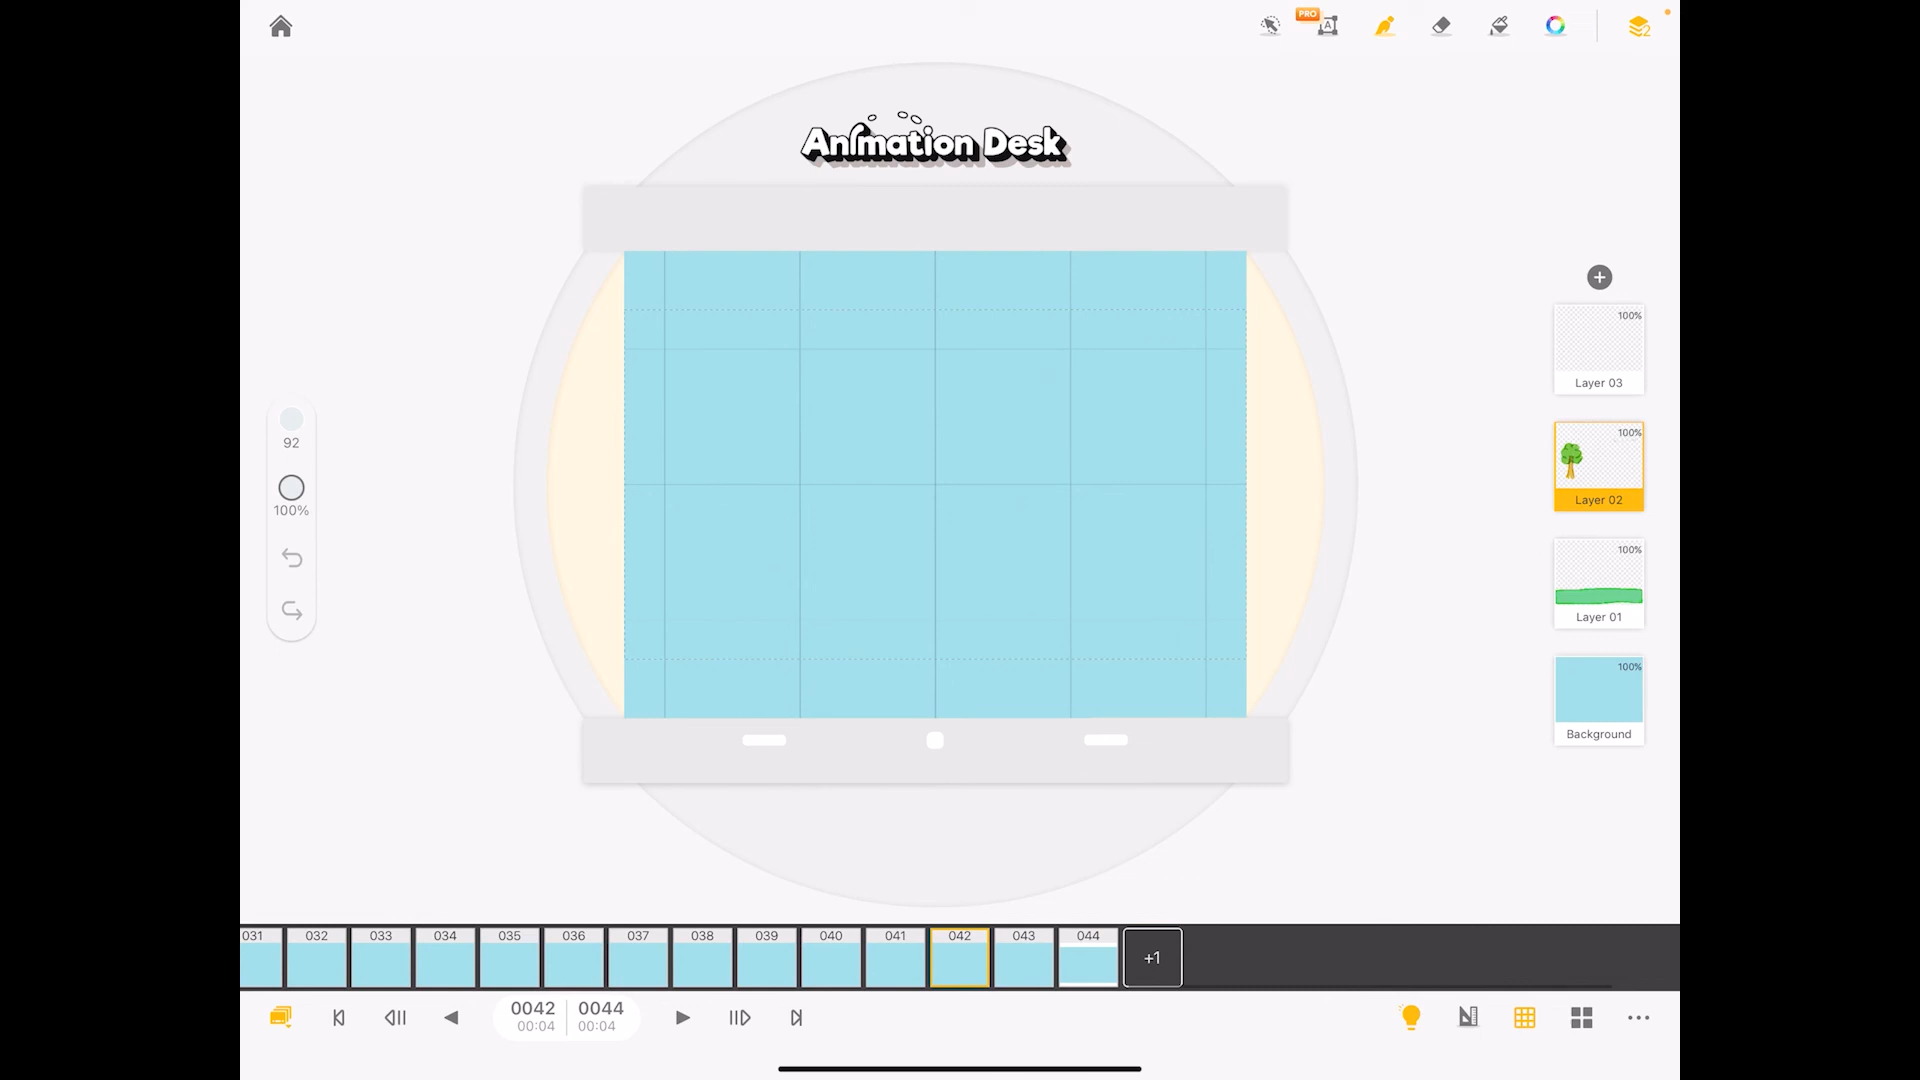 PRO
A
2
Animation Desk
100%
Layer 03
100%
Layer 02
92
100%
100%
Layer 01
100%
Background
031 032 033 034 035 036 037 038 039 040 041 042 043 044
+1
0042 0044
00:04 00:04